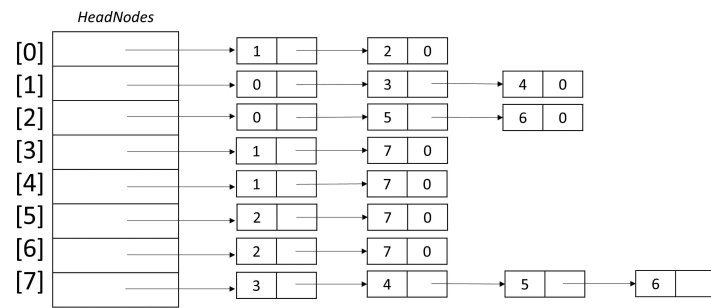 HeadNodes
[0] 1 2 0
[1] 0 3 4 0
[2] 0 5 6 0
[3] 1 7 0
[4] 1 7 0
[5] 2 7 0
[6] 2 7 0
[7] 3 4 5 6